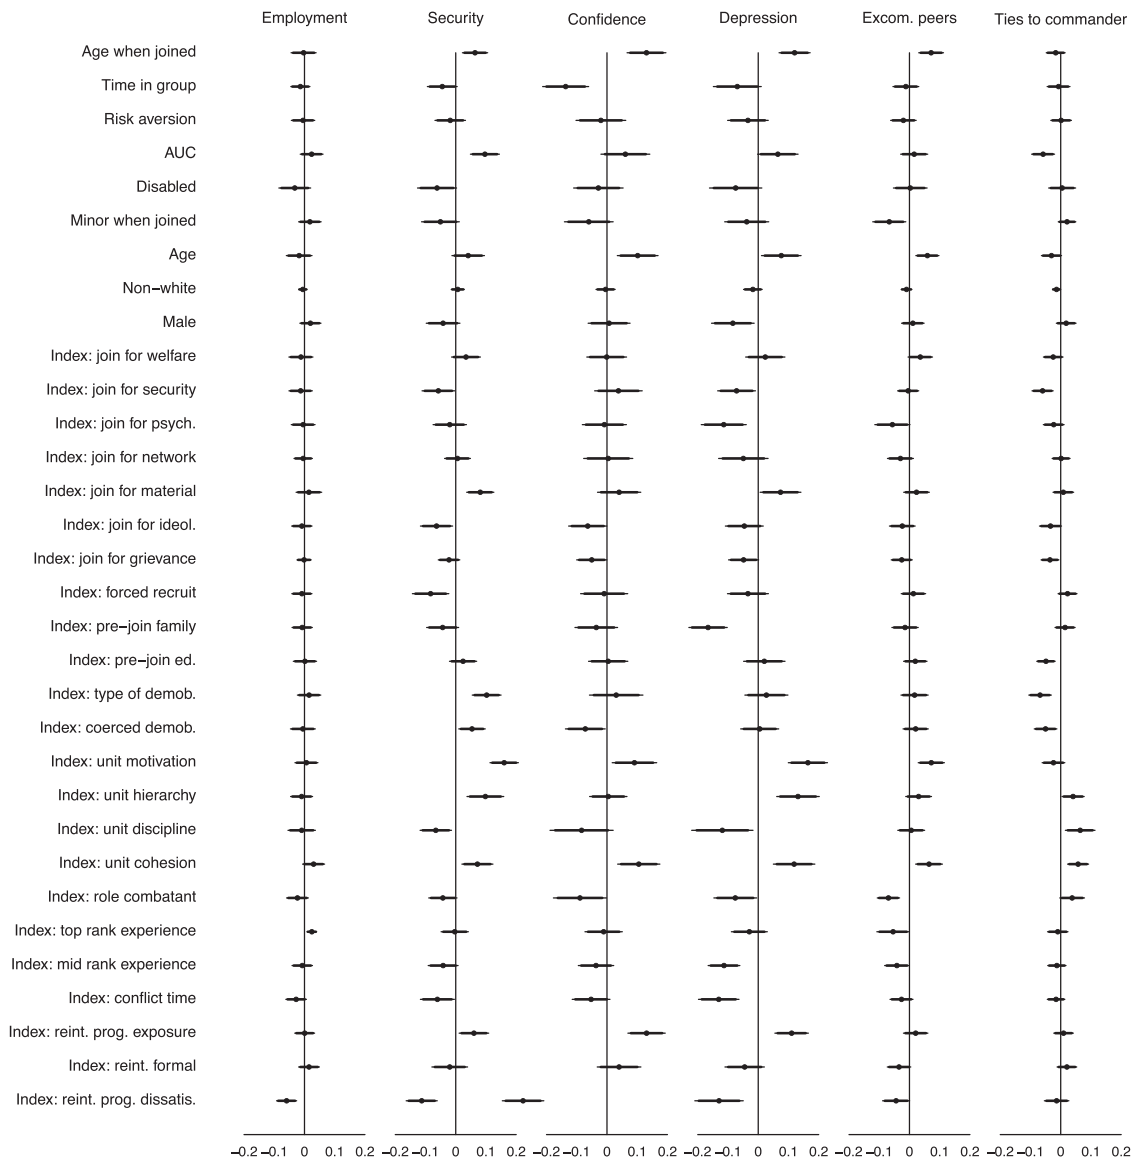 Employment Security Confidence Depression Excom. peers Ties to commander
Age when joined
Time in group
Risk aversion
AUC
Disabled
Minor when joined
Age
Non−white
Male
Index: join for welfare
Index: join for security
Index: join for psych.
Index: join for network
Index: join for material
Index: join for ideol.
Index: join for grievance
Index: forced recruit
Index: pre−join family
Index: pre−join ed.
Index: type of demob.
Index: coerced demob.
Index: unit motivation
Index: unit hierarchy
Index: unit discipline
Index: unit cohesion
Index: role combatant
Index: top rank experience
Index: mid rank experience
Index: conflict time
Index: reint. prog. exposure
Index: reint. formal
Index: reint. prog. dissatis.
−0.2 −0.1 0 0.1 0.2 −0.2 −0.1 0 0.1 0.2 −0.2 −0.1 0 0.1 0.2 −0.2 −0.1 0 0.1 0.2 −0.2 −0.1 0 0.1 0.2 −0.2 −0.1 0 0.1 0.2